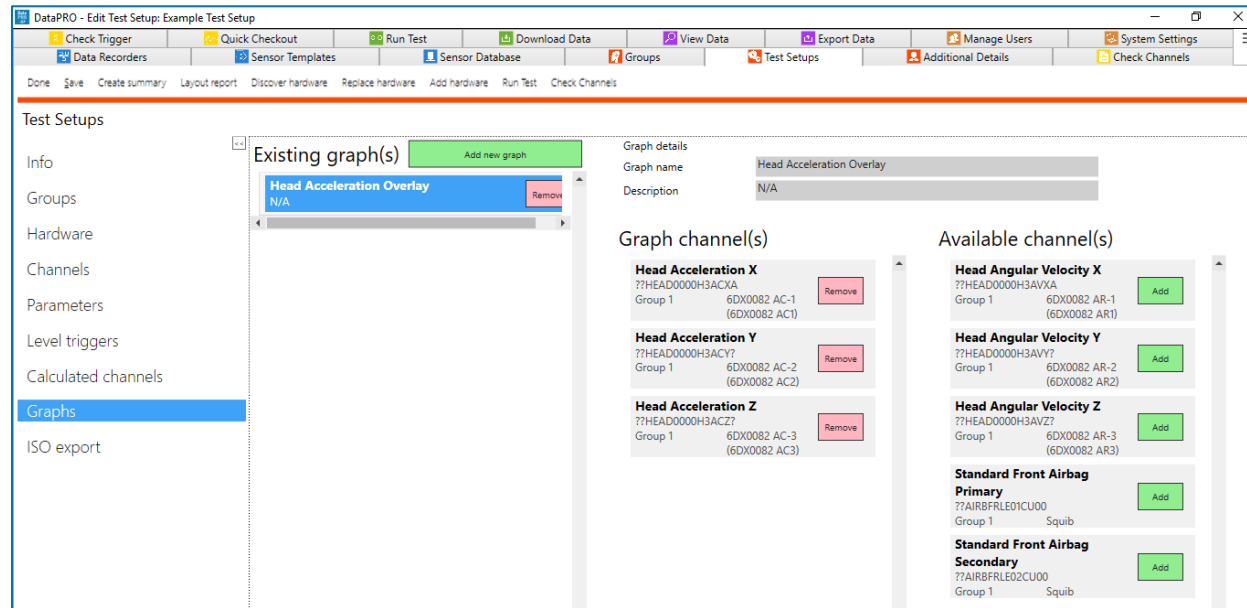 DataPRO - Edit Test Setup: Example Test Setup
Check Trigger Quick Checkout Run Test Download Data View Data Export Data Manage Users System Settings
Data Recorders Sensor Templates Sensor Database Groups Test Setups Additional Details Check Channels
Done Save Create summary Layout report Discover hardware Replace hardware Add hardware Run Test Check Channels
Test Setups
<<
Info
Groups
Hardware
Channels
Parameters
Level triggers
Calculated channels
Graphs
ISO export
Existing graph(s) Add new graph
Head Acceleration Overlay
N/A
Remove
Graph details
Graph name Head Acceleration Overlay
Description N/A
Graph channel(s)
Head Acceleration X
??HEAD0000H3ACXA
Group 1 6DX0082 AC-1
(6DX0082 AC1)
Remove
Head Acceleration Y
??HEAD0000H3ACY?
Group 1 6DX0082 AC-2
(6DX0082 AC2)
Remove
Head Acceleration Z
??HEAD0000H3ACZ?
Group 1 6DX0082 AC-3
(6DX0082 AC3)
Remove
Available channel(s)
Head Angular Velocity X
??HEAD0000H3AVXA
Group 1 6DX0082 AR-1
(6DX0082 AR1)
Add
Head Angular Velocity Y
??HEAD0000H3AVY?
Group 1 6DX0082 AR-2
(6DX0082 AR2)
Add
Head Angular Velocity Z
??HEAD0000H3AVZ?
Group 1 6DX0082 AR-3
(6DX0082 AR3)
Add
Standard Front Airbag
Primary
??AIRBFRLE01CU00
Group 1 Squib
Add
Standard Front Airbag
Secondary
??AIRBFRLE02CU00
Group 1 Squib
Add